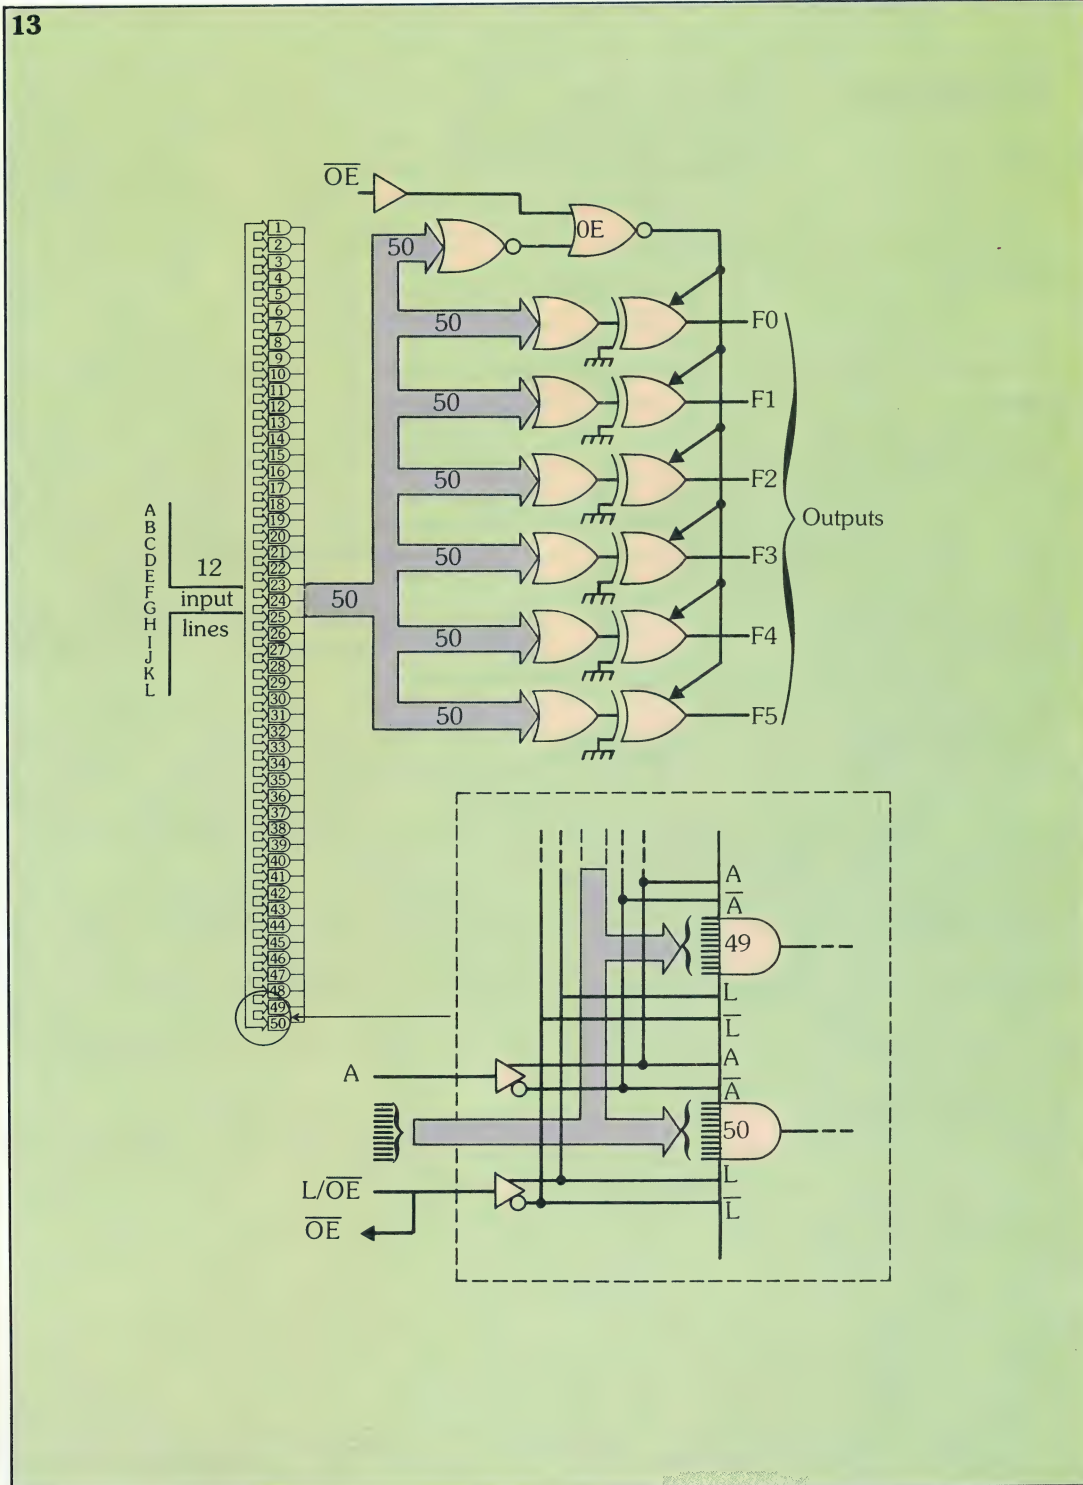 13
OE
1
2
3
4
5
6
7
8
9
10
11
12
13
14
15
16
17
18
19
20
21
22
23
24
25
26
27
28
29
30
31
32
33
34
35
36
37
38
39
40
41
42
43
44
45
46
47
48
49
50
A
B
C
D
E
F
G
H
I
J
K
L
12
input
lines
50
50
0E
50
F0
50
F1
50
F2
50
F3
50
F4
50
F5
Outputs
A
A̅
49
L
L̅
A
A
A̅
50
L/O̅E̅
L
L̅
O̅E̅